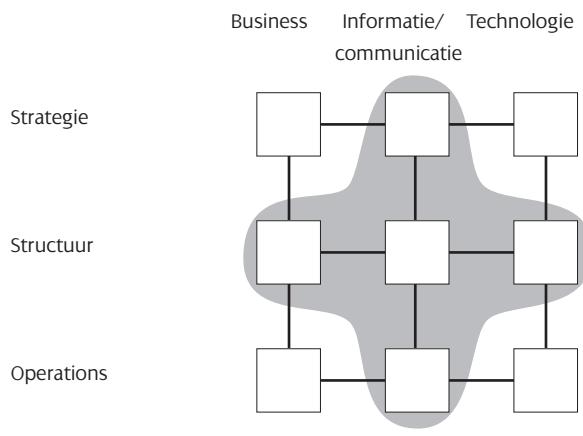 Business Informatie/ Technologie
communicatie
Strategie
Structuur
Operations